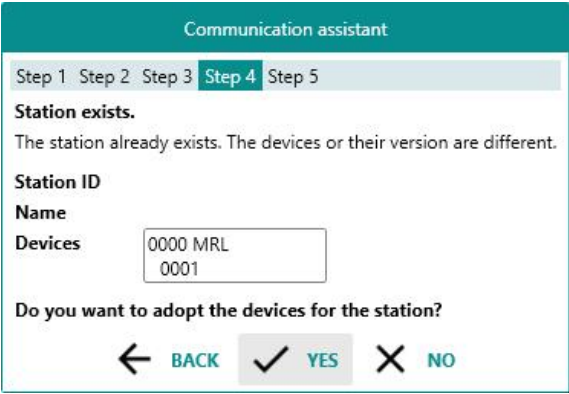 Communication assistant
Step 1 Step 2 Step 3 Step 4 Step 5
Station exists.
The station already exists. The devices or their version are different.
Station ID
Name
Devices 0000 MRL
0001
Do you want to adopt the devices for the station?
BACK YES NO